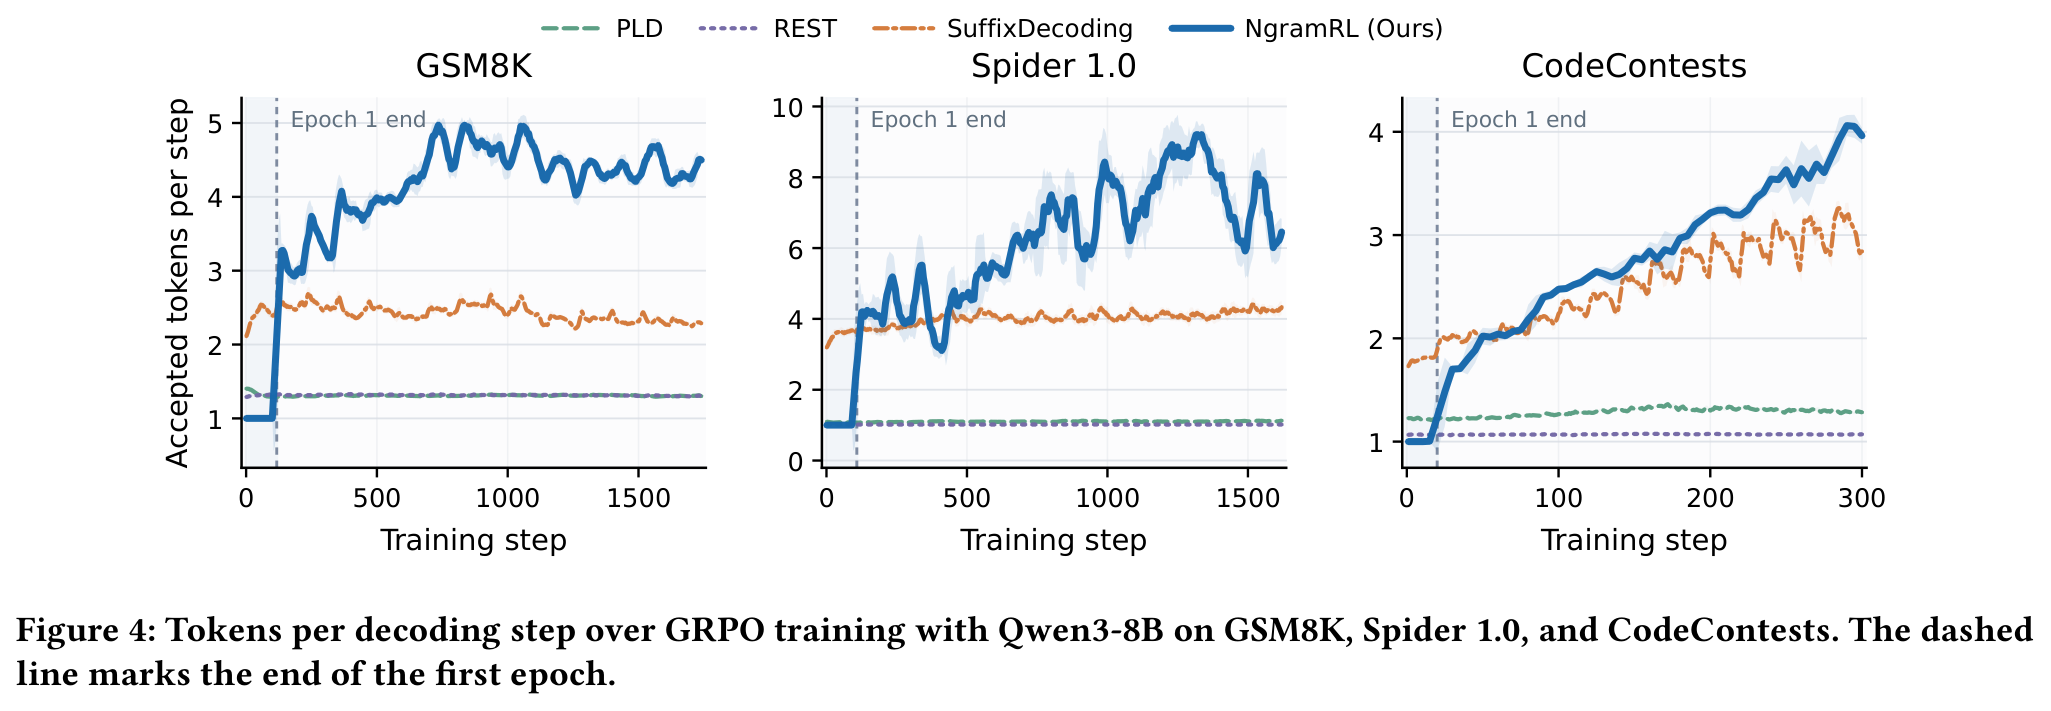 PLD REST SuffixDecoding NgramRL (Ours)
GSM8K Spider 1.0 CodeContests
Accepted tokens per step
5
4
3
2
1
Epoch 1 end
0 500 1000 1500
Training step
10
8
6
4
2
0
Epoch 1 end
0 500 1000 1500
Training step
4
3
2
1
Epoch 1 end
0 100 200 300
Training step
Figure 4: Tokens per decoding step over GRPO training with Qwen3-8B on GSM8K, Spider 1.0, and CodeContests. The dashed
line marks the end of the first epoch.